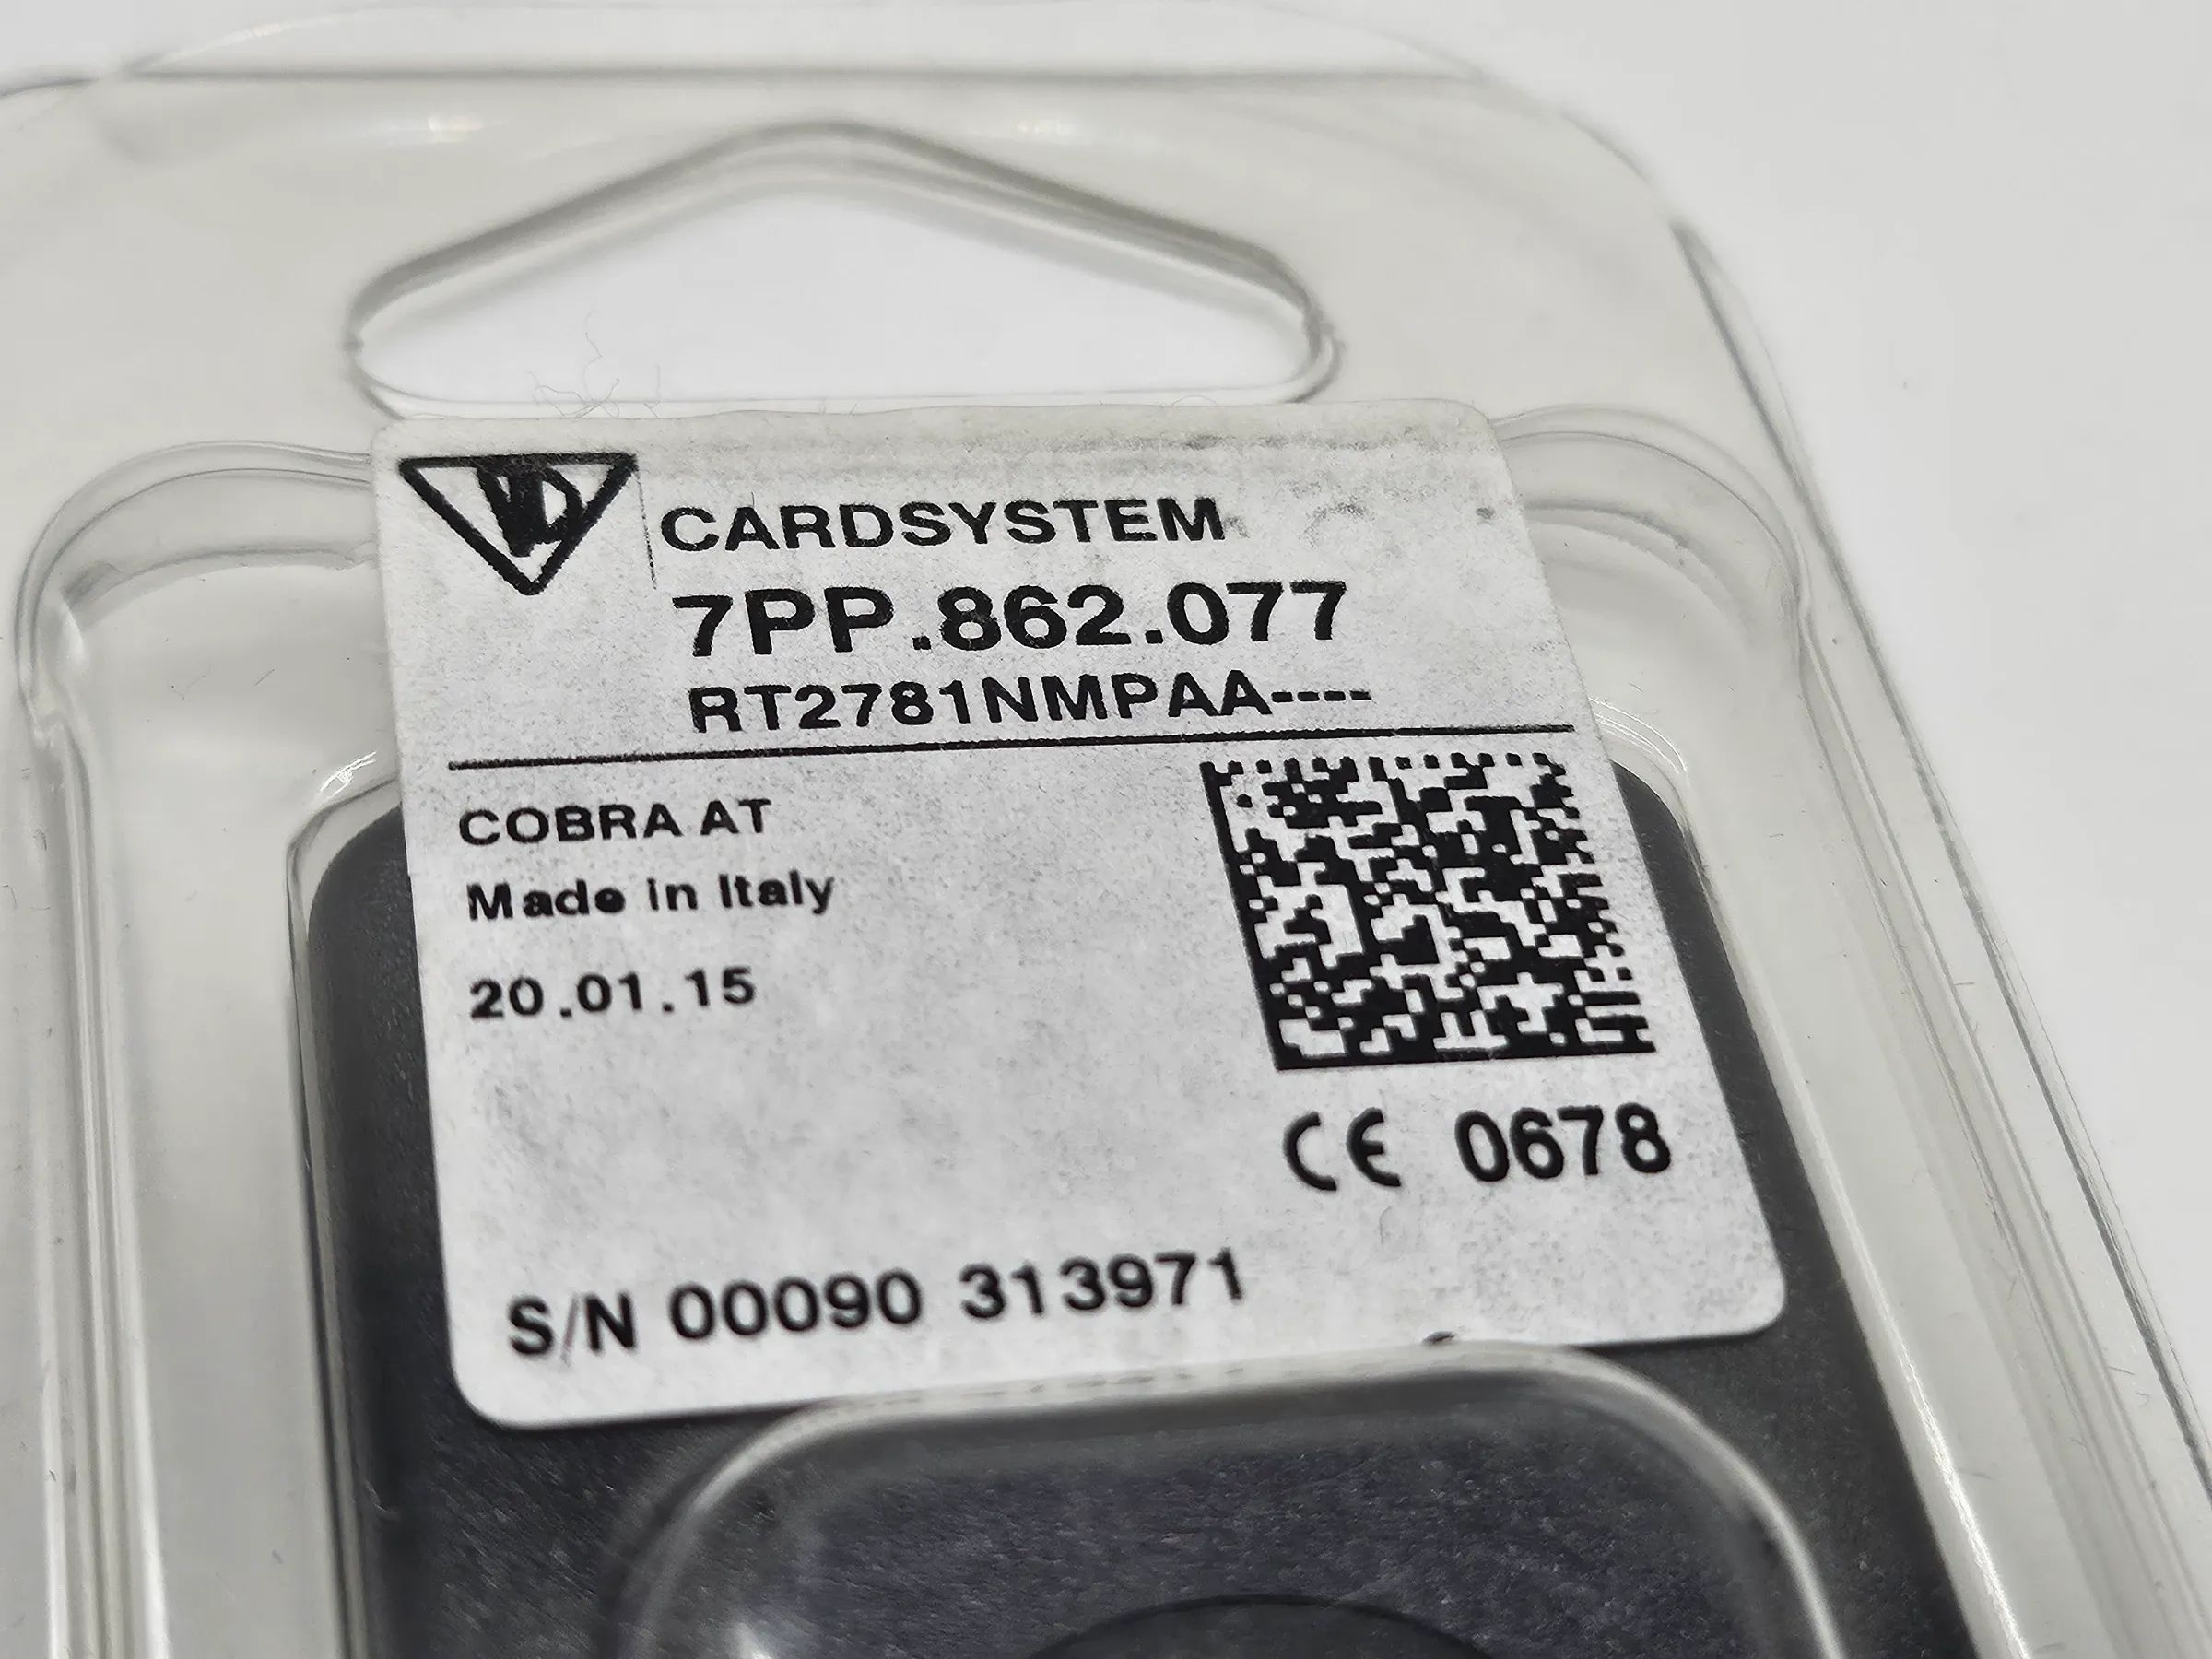 CARDSYSTEM
7PP.862.077
RT2781NMPAA----
COBRA AT
Made in Italy
20.01.15
CE 0678
S/N 00090 313971